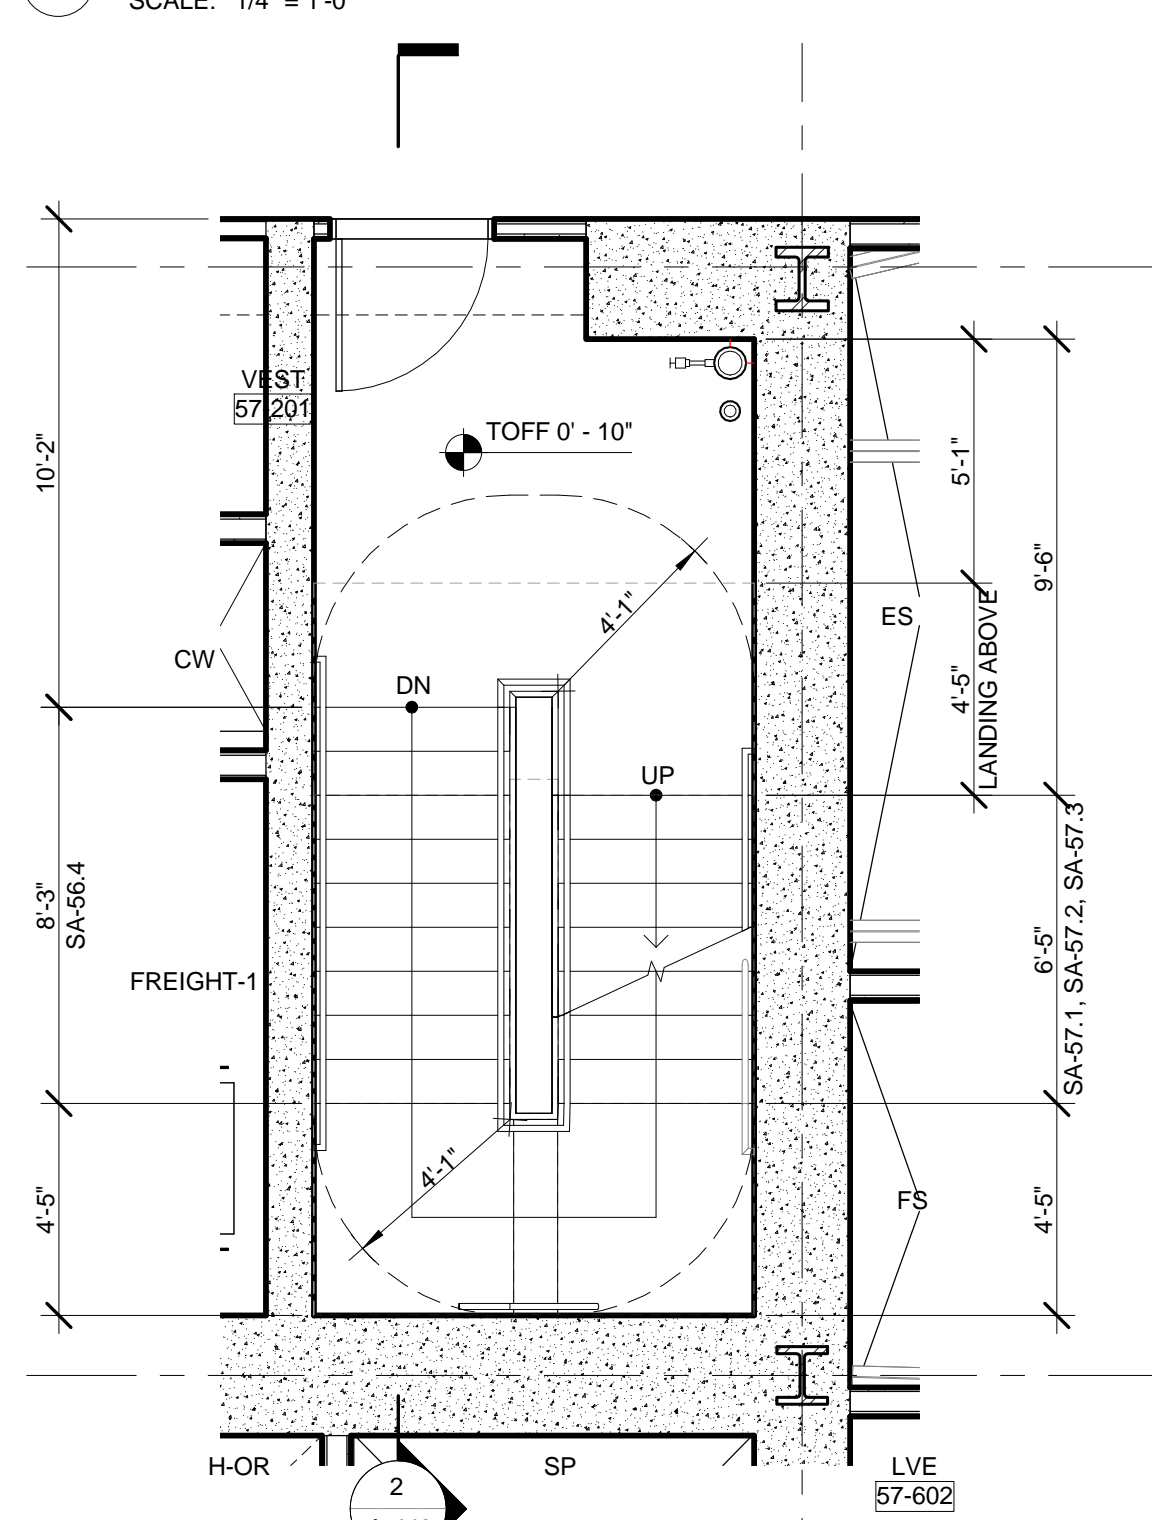 SCALE: 1/4" = 1'-0"
VEST
57-201
TOFF 0' - 10"
10'-2"
5'-1"
9'-6"
4'-1"
ES
CW
DN
4'-5"
LANDING ABOVE
UP
8'-3"
SA-56.4
FREIGHT-1
6'-5"
SA-57.1, SA-57.2, SA-57.3
4'-1"
4'-5"
FS
4'-5"
H-OR
SP
LVE
57-602
2